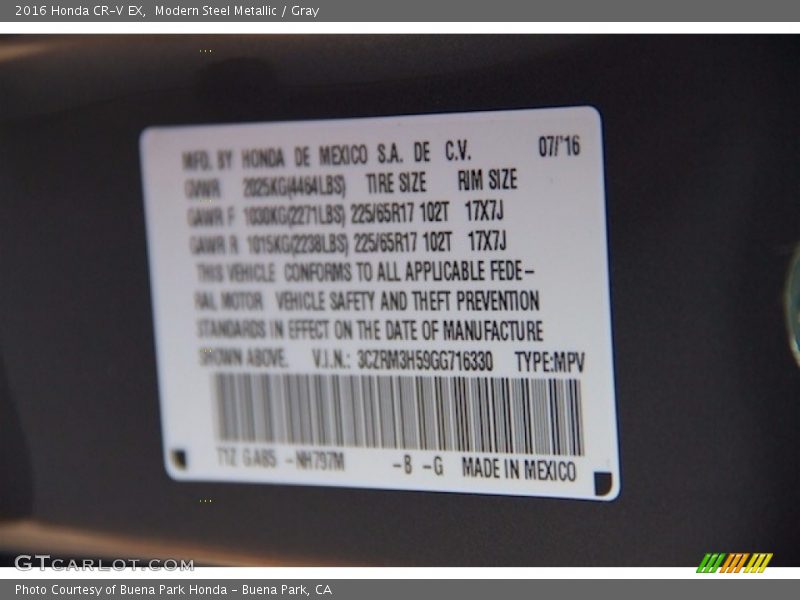 2016 Honda CR-V EX, Modern Steel Metallic / Gray
MFD. BY HONDA DE MEXICO S.A. DE C.V. 07/'16
GVWR 2025KG(4464LBS) TIRE SIZE RIM SIZE
GAWR F 1030KG(2271LBS) 225/65R17 102T 17X7J
GAWR R 1015KG(2238LBS) 225/65R17 102T 17X7J
THIS VEHICLE CONFORMS TO ALL APPLICABLE FEDE-
RAL MOTOR VEHICLE SAFETY AND THEFT PREVENTION
STANDARDS IN EFFECT ON THE DATE OF MANUFACTURE
SHOWN ABOVE. V.I.N.: 3CZRM3H59GG716330 TYPE:MPV
T1Z GA85 -NH797M -B -G MADE IN MEXICO
GTCARLOT.COM
Photo Courtesy of Buena Park Honda - Buena Park, CA